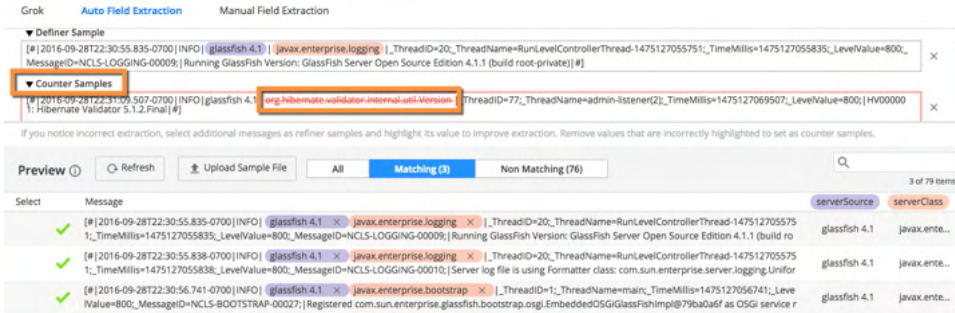 Grok Auto Field Extraction Manual Field Extraction
▼ Definer Sample
[#|2016-09-28T22:30:55.835-0700|INFO| glassfish 4.1 | javax.enterprise.logging |_ThreadID=20;_ThreadName=RunLevelControllerThread-1475127055751;_TimeMillis=1475127055835;_LevelValue=800;_
MessageID=NCLS-LOGGING-00009;|Running GlassFish Version: GlassFish Server Open Source Edition 4.1.1 (build root-private)|#]
▼ Counter Samples
[#|2016-09-28T22:31:09.507-0700|INFO|glassfish 4.1|org.hibernate.validator.internal.util.Version|_ThreadID=77;_ThreadName=admin-listener(2);_TimeMillis=1475127069507;_LevelValue=800;|HV00000
1: Hibernate Validator 5.1.2.Final|#]
If you notice incorrect extraction, select additional messages as refiner samples and highlight its value to improve extraction. Remove values that are incorrectly highlighted to set as counter samples.
Preview Refresh Upload Sample File All Matching (3) Non Matching (76)
3 of 79 items
Select Message serverSource serverClass
[#|2016-09-28T22:30:55.835-0700|INFO| glassfish 4.1 × javax.enterprise.logging × |_ThreadID=20;_ThreadName=RunLevelControllerThread-147512705575
1;_TimeMillis=1475127055835;_LevelValue=800;_MessageID=NCLS-LOGGING-00009;|Running GlassFish Version: GlassFish Server Open Source Edition 4.1.1 (build ro
glassfish 4.1 javax.ente...
[#|2016-09-28T22:30:55.838-0700|INFO| glassfish 4.1 × javax.enterprise.logging × |_ThreadID=20;_ThreadName=RunLevelControllerThread-147512705575
1;_TimeMillis=1475127055838;_LevelValue=800;_MessageID=NCLS-LOGGING-00010;|Server log file is using Formatter class: com.sun.enterprise.server.logging.Unifor
glassfish 4.1 javax.ente...
[#|2016-09-28T22:30:56.741-0700|INFO| glassfish 4.1 × javax.enterprise.bootstrap × |_ThreadID=1;_ThreadName=main;_TimeMillis=1475127056741;_Leve
lValue=800;_MessageID=NCLS-BOOTSTRAP-00027;|Registered com.sun.enterprise.glassfish.bootstrap.osgi.EmbeddedOSGiGlassFishImpl@79ba0a6f as OSGi service r
glassfish 4.1 javax.ente...